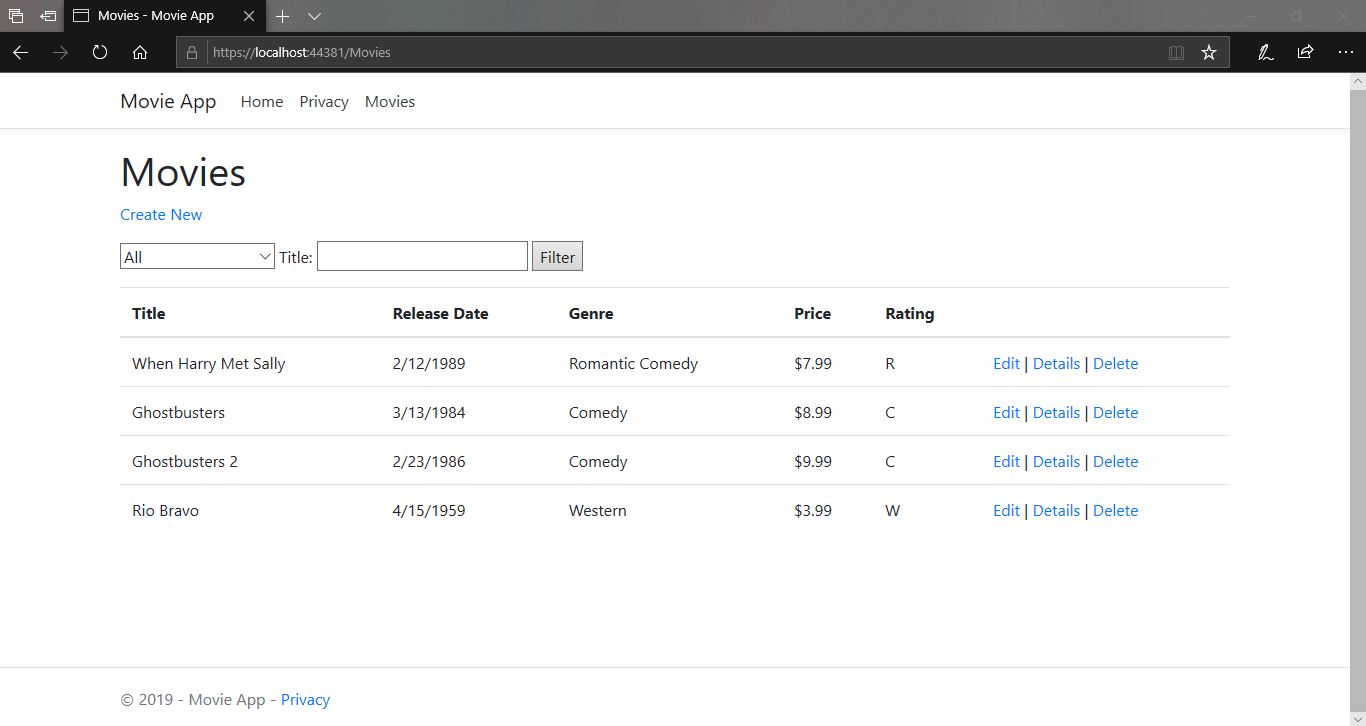 Movies - Movie App
https://localhost:44381/Movies
Movie App Home Privacy Movies
Movies
Create New
All Title: Filter
Title Release Date Genre Price Rating
When Harry Met Sally 2/12/1989 Romantic Comedy $7.99 R Edit | Details | Delete
Ghostbusters 3/13/1984 Comedy $8.99 C Edit | Details | Delete
Ghostbusters 2 2/23/1986 Comedy $9.99 C Edit | Details | Delete
Rio Bravo 4/15/1959 Western $3.99 W Edit | Details | Delete
© 2019 - Movie App - Privacy